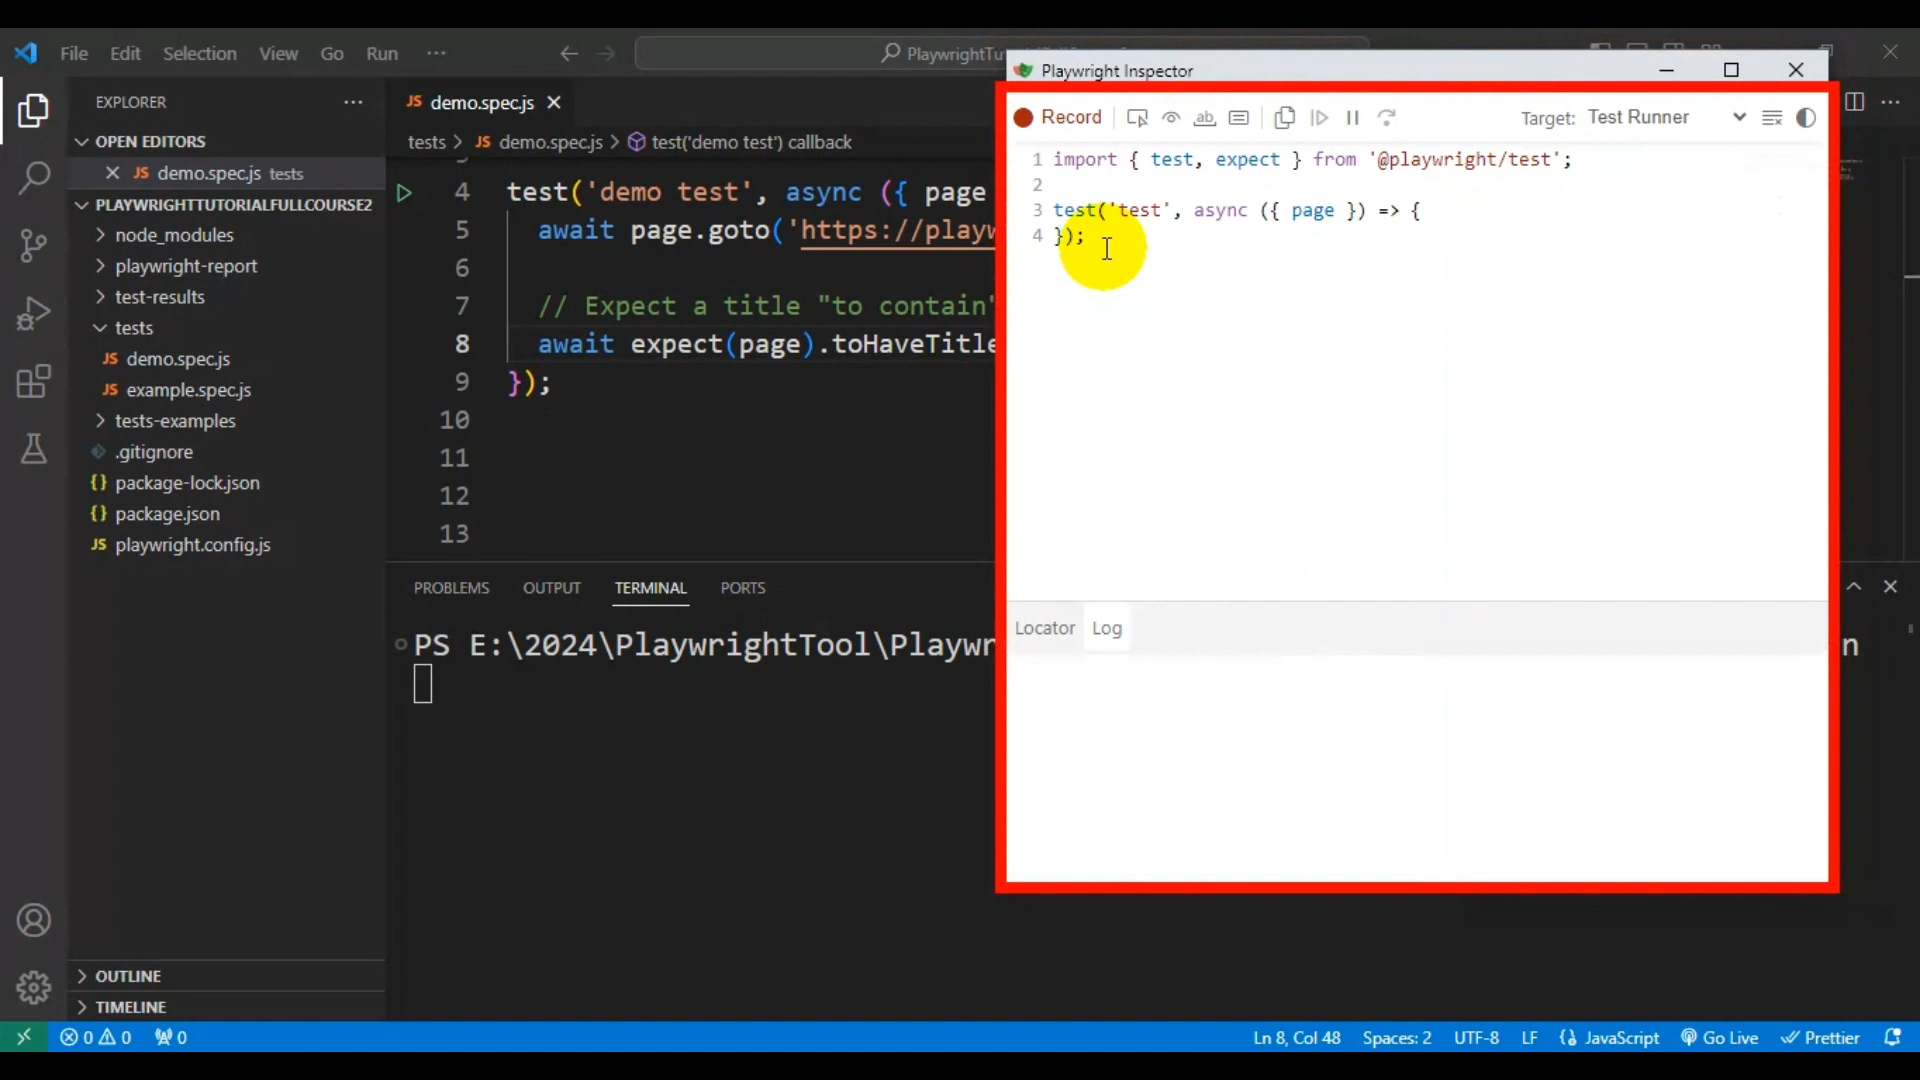 File Edit Selection View Go Run ···
PlaywrightTu
EXPLORER
OPEN EDITORS
JS demo.spec.js tests
PLAYWRIGHTTUTORIALFULLCOURSE2
node_modules
playwright-report
test-results
tests
JS demo.spec.js
JS example.spec.js
tests-examples
.gitignore
{} package-lock.json
{} package.json
JS playwright.config.js
OUTLINE
TIMELINE
JS demo.spec.js
tests > JS demo.spec.js > test('demo test') callback
4 test('demo test', async ({ page
5 await page.goto('https://playw
6
7 // Expect a title "to contain"
8 await expect(page).toHaveTitle
9 });
10
11
12
13
PROBLEMS OUTPUT TERMINAL PORTS
PS E:\2024\PlaywrightTool\Playwr
n
Playwright Inspector
Record Target: Test Runner
1 import { test, expect } from '@playwright/test';
2
3 test('test', async ({ page }) => {
4 });
Locator Log
0 0 0
Ln 8, Col 48 Spaces: 2 UTF-8 LF {} JavaScript Go Live Prettier